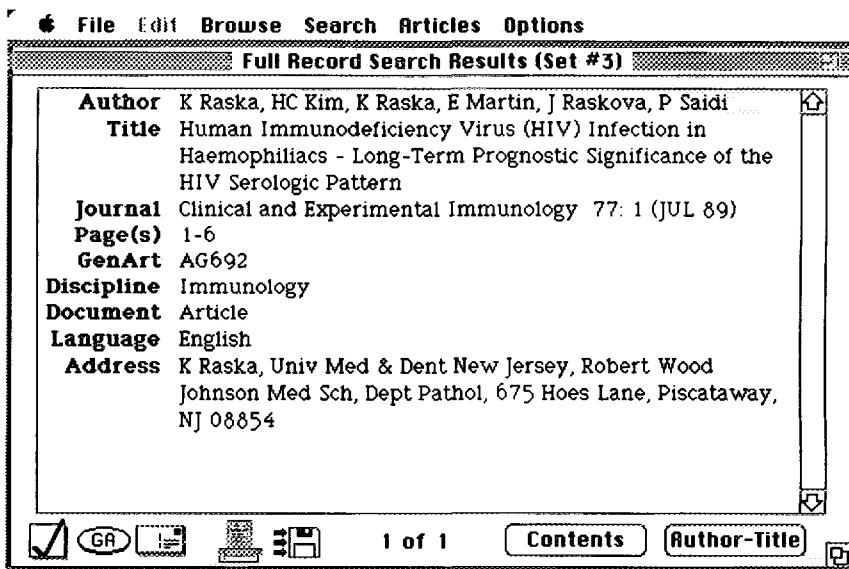 File Edit Browse Search Articles Options
Full Record Search Results (Set #3)
Author K Raska, HC Kim, K Raska, E Martin, J Raskova, P Saidi
Title Human Immunodeficiency Virus (HIV) Infection in
Haemophiliacs - Long-Term Prognostic Significance of the
HIV Serologic Pattern
Journal Clinical and Experimental Immunology 77: 1 (JUL 89)
Page(s) 1-6
GenArt AG692
Discipline Immunology
Document Article
Language English
Address K Raska, Univ Med & Dent New Jersey, Robert Wood
Johnson Med Sch, Dept Pathol, 675 Hoes Lane, Piscataway,
NJ 08854
GA 1 of 1 Contents Author-Title